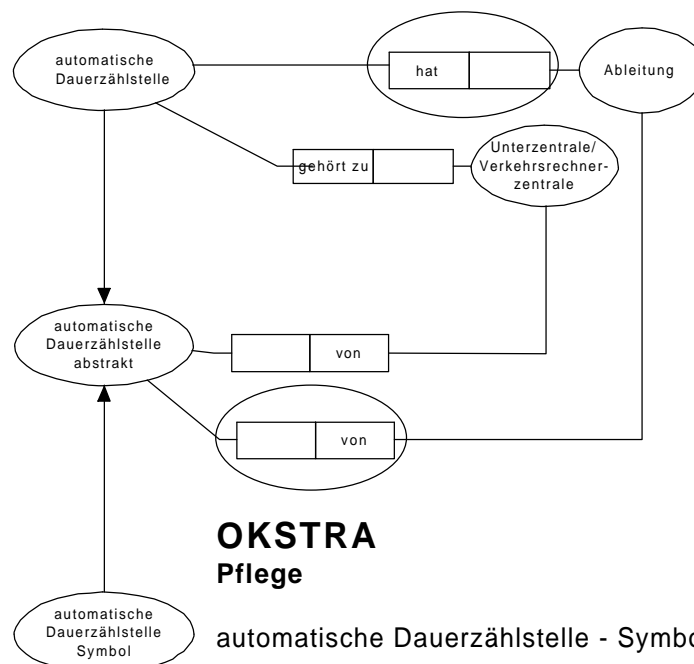 automatische
Dauerzählstelle
hat
Ableitung
gehört zu
Unterzentrale/
Verkehrsrechner-
zentrale
automatische
Dauerzählstelle
abstrakt
von
von
OKSTRA
Pflege
automatische
Dauerzählstelle
Symbol
automatische Dauerzählstelle - Symbo